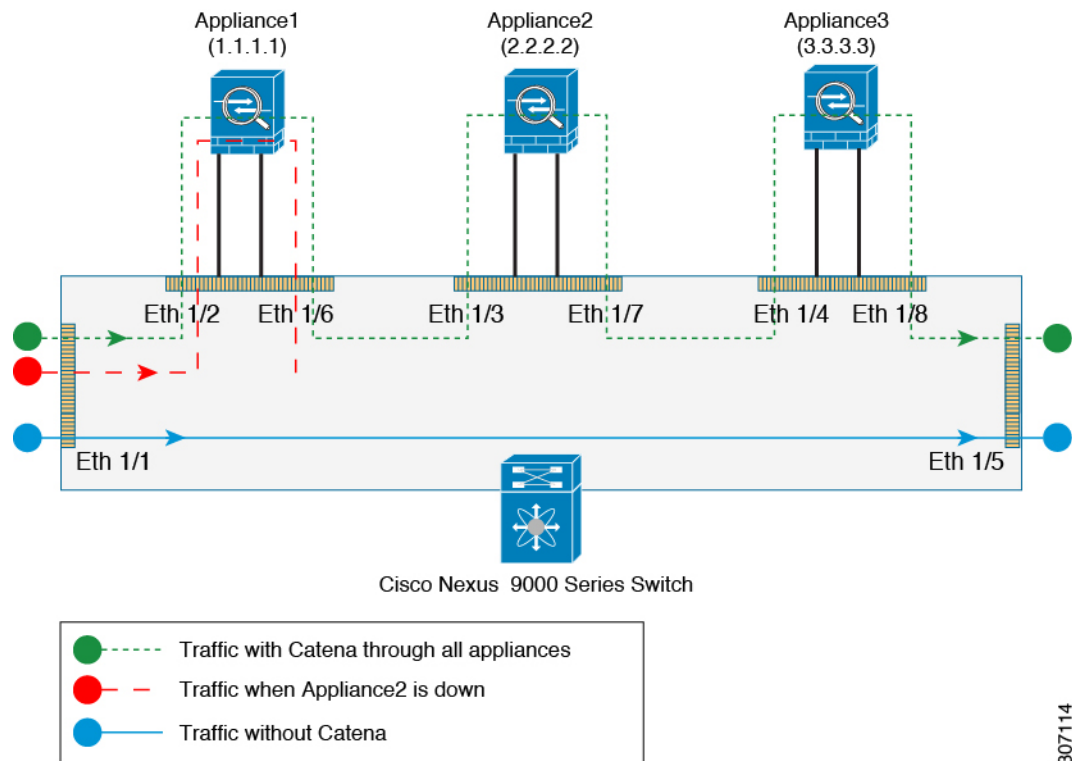 Appliance1
(1.1.1.1)
Appliance2
(2.2.2.2)
Appliance3
(3.3.3.3)
Eth 1/2
Eth 1/6
Eth 1/3
Eth 1/7
Eth 1/4
Eth 1/8
Eth 1/1
Eth 1/5
Cisco Nexus 9000 Series Switch
Traffic with Catena through all appliances
Traffic when Appliance2 is down
Traffic without Catena
307114